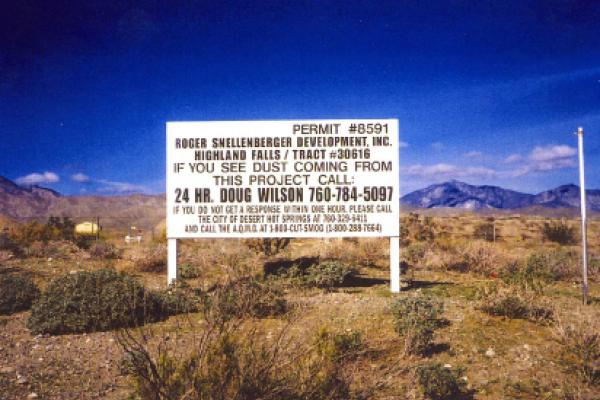 PERMIT #8591
ROGER SNELLENBERGER DEVELOPMENT, INC.
HIGHLAND FALLS / TRACT #30616
IF YOU SEE DUST COMING FROM
THIS PROJECT CALL:
24 HR. DOUG WILSON 760-784-5097
IF YOU DO NOT GET A RESPONSE WITHIN ONE HOUR, PLEASE CALL
THE CITY OF DESERT HOT SPRINGS AT 760-329-6411
AND CALL THE A.Q.M.D. AT 1-800-CUT-SMOG (1-800-288-7664)